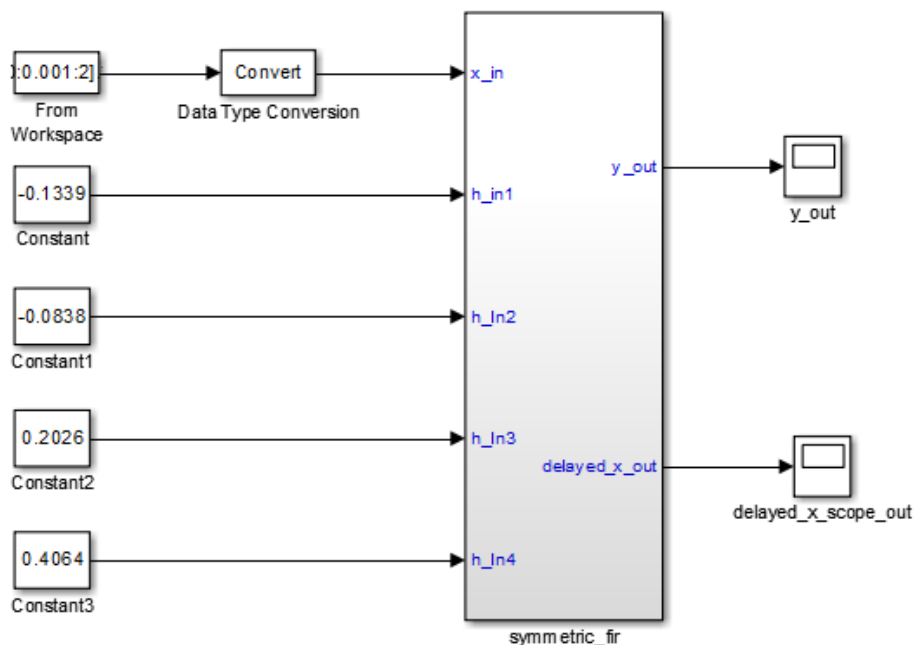 ):0.001:2]
From
Workspace
Convert
Data Type Conversion
x_in
-0.1339
Constant
h_in1
-0.0838
Constant1
h_In2
0.2026
Constant2
h_In3
0.4064
Constant3
h_In4
y_out
delayed_x_out
symmetric_fir
y_out
delayed_x_scope_out